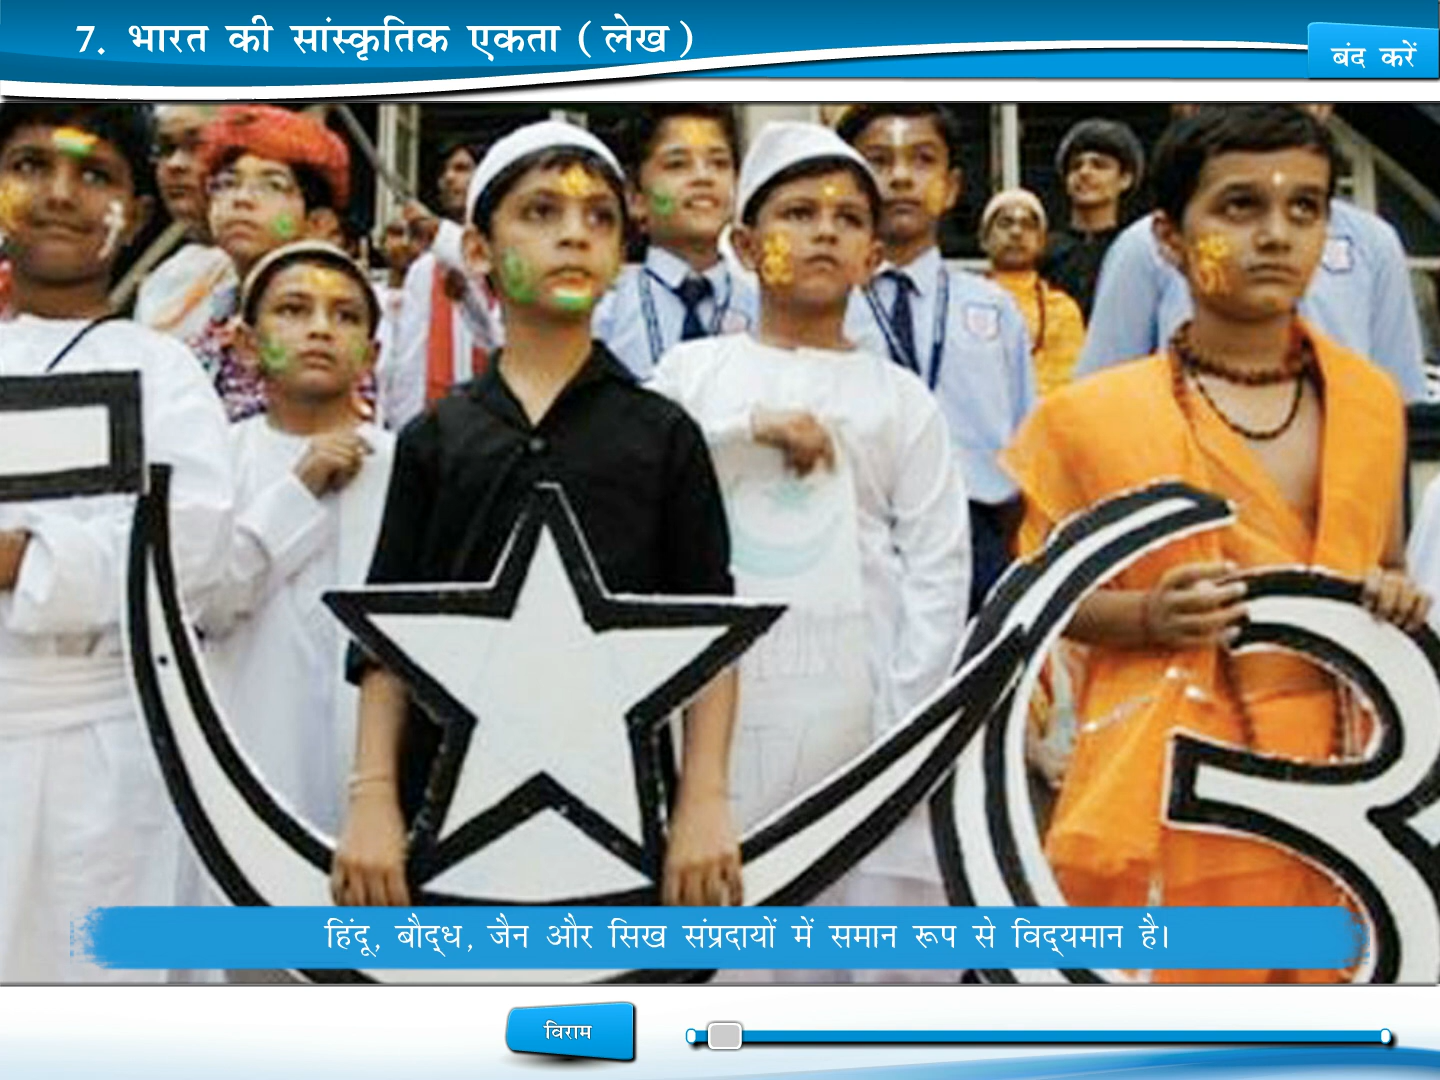 7. भारत की सांस्कृतिक एकता ( लेख )
बंद करें
हिंदू, बौद्ध, जैन और सिख संप्रदायों में समान रूप से विद्यमान है।
विराम